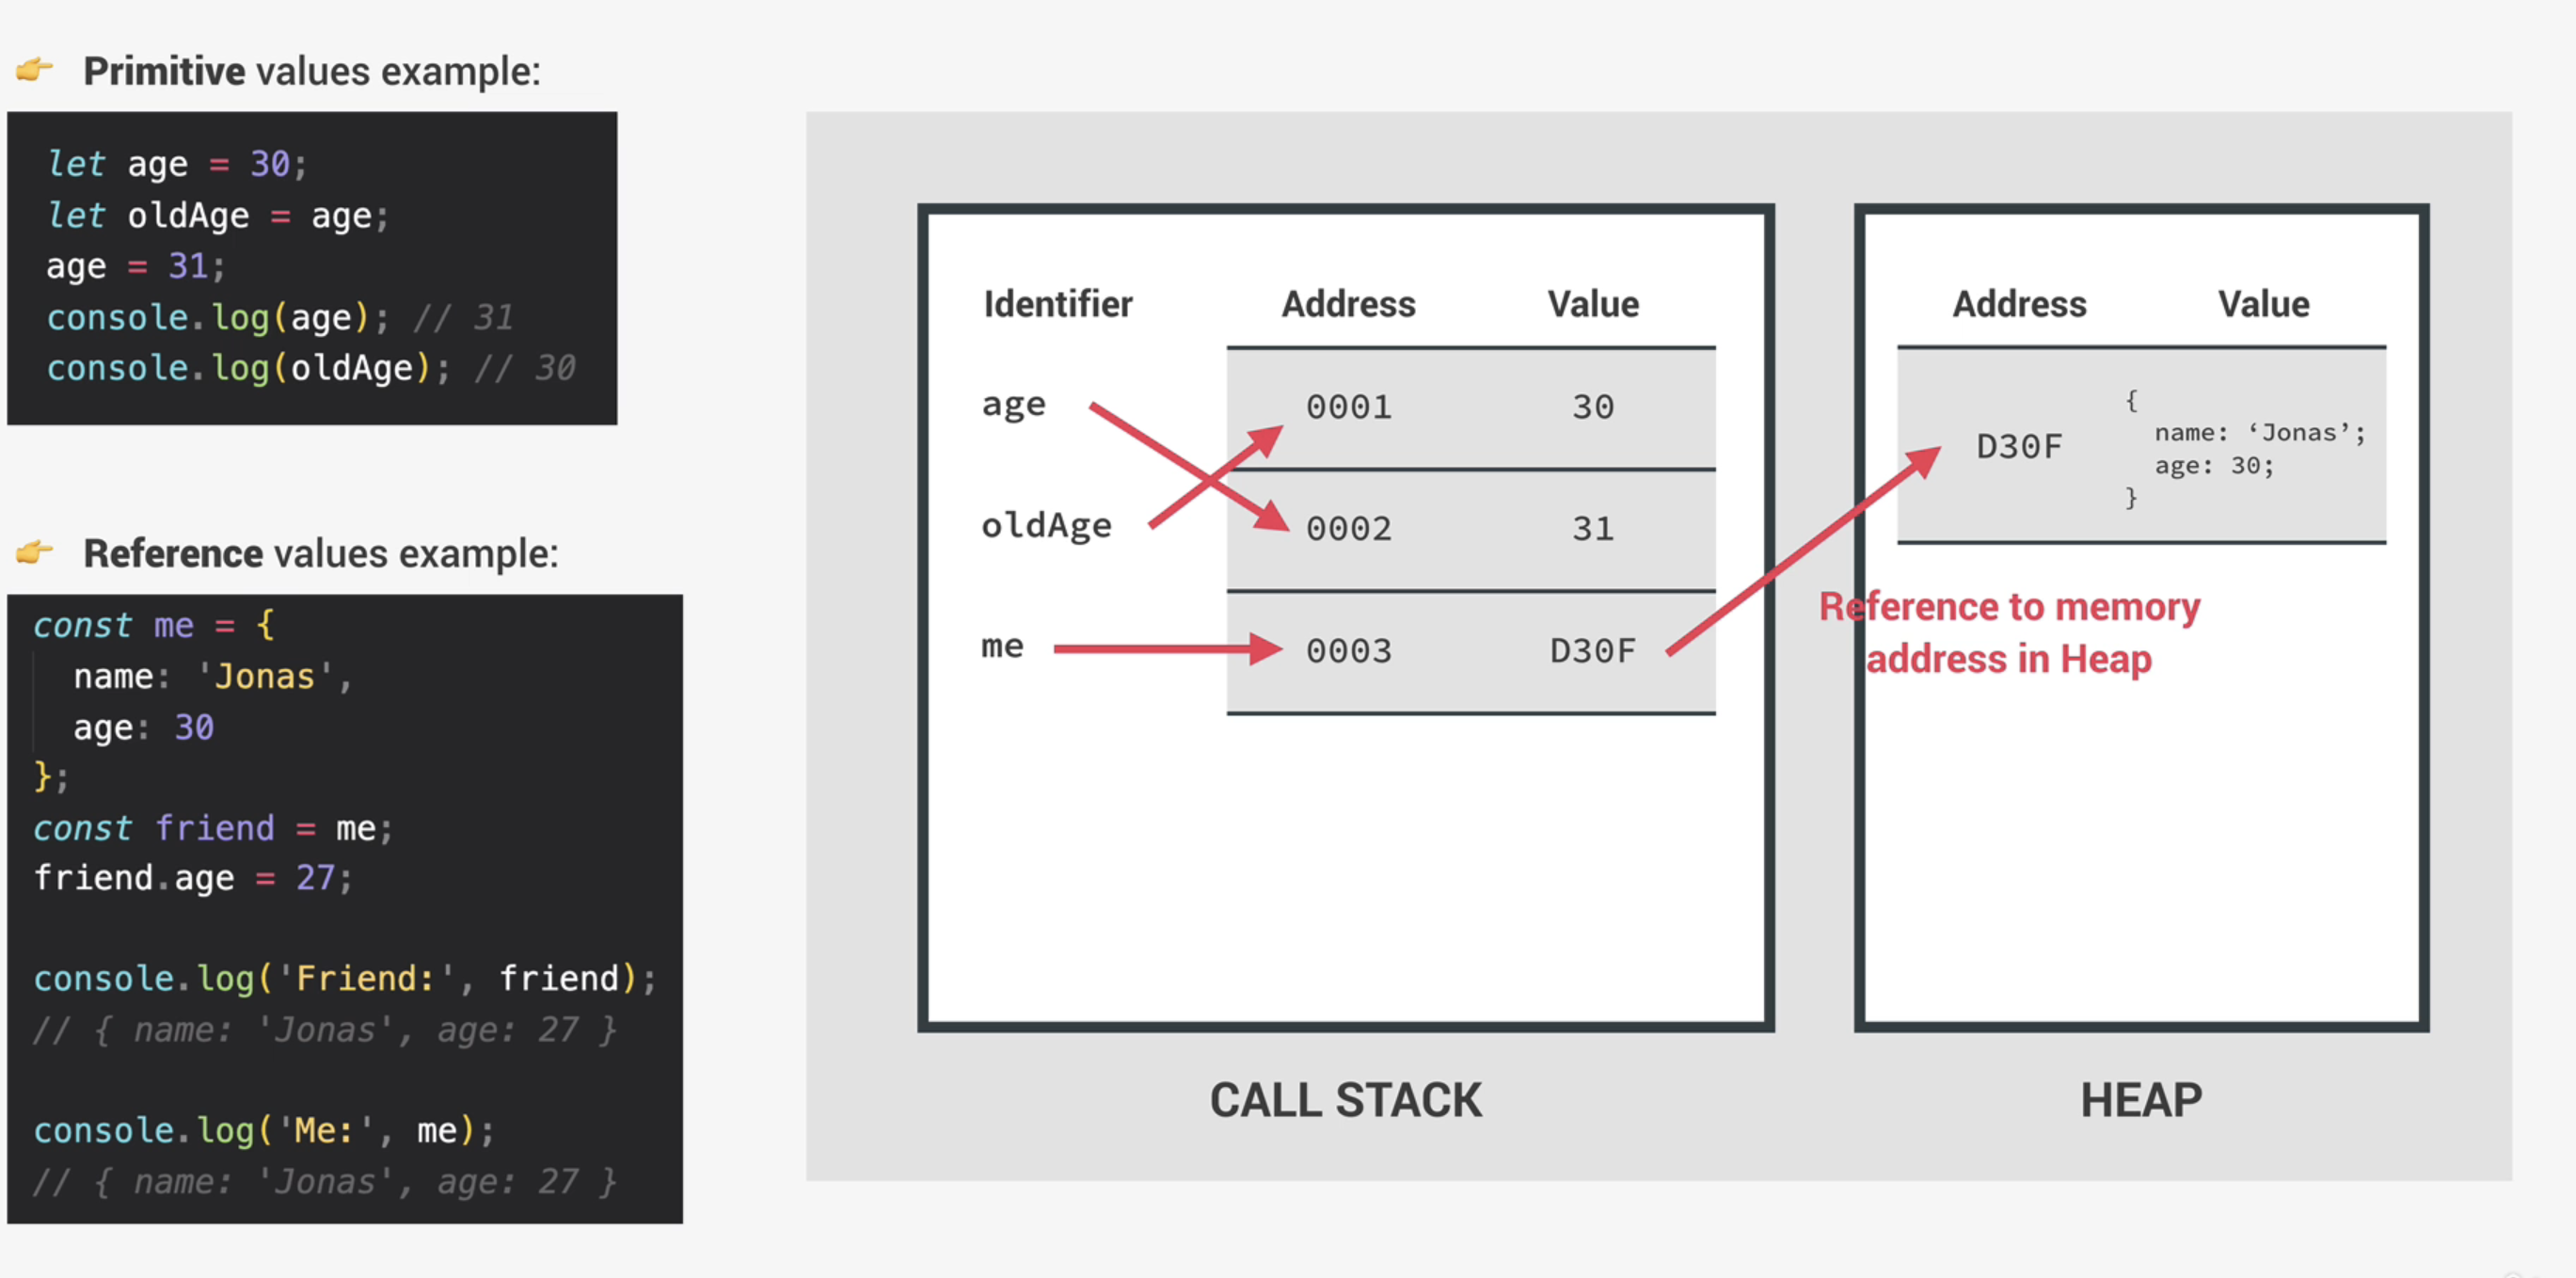 👉 Primitive values example:
let age = 30;
let oldAge = age;
age = 31;
console.log(age); // 31
console.log(oldAge); // 30
👉 Reference values example:
const me = {
  name: 'Jonas',
  age: 30
};
const friend = me;
friend.age = 27;
console.log('Friend:', friend);
// { name: 'Jonas', age: 27 }
console.log('Me:', me);
// { name: 'Jonas', age: 27 }
Identifier Address Value
age 0001 30
oldAge 0002 31
me 0003 D30F
CALL STACK
Address Value
D30F
{
name: ‘Jonas’;
age: 30;
}
Reference to memory
address in Heap
HEAP